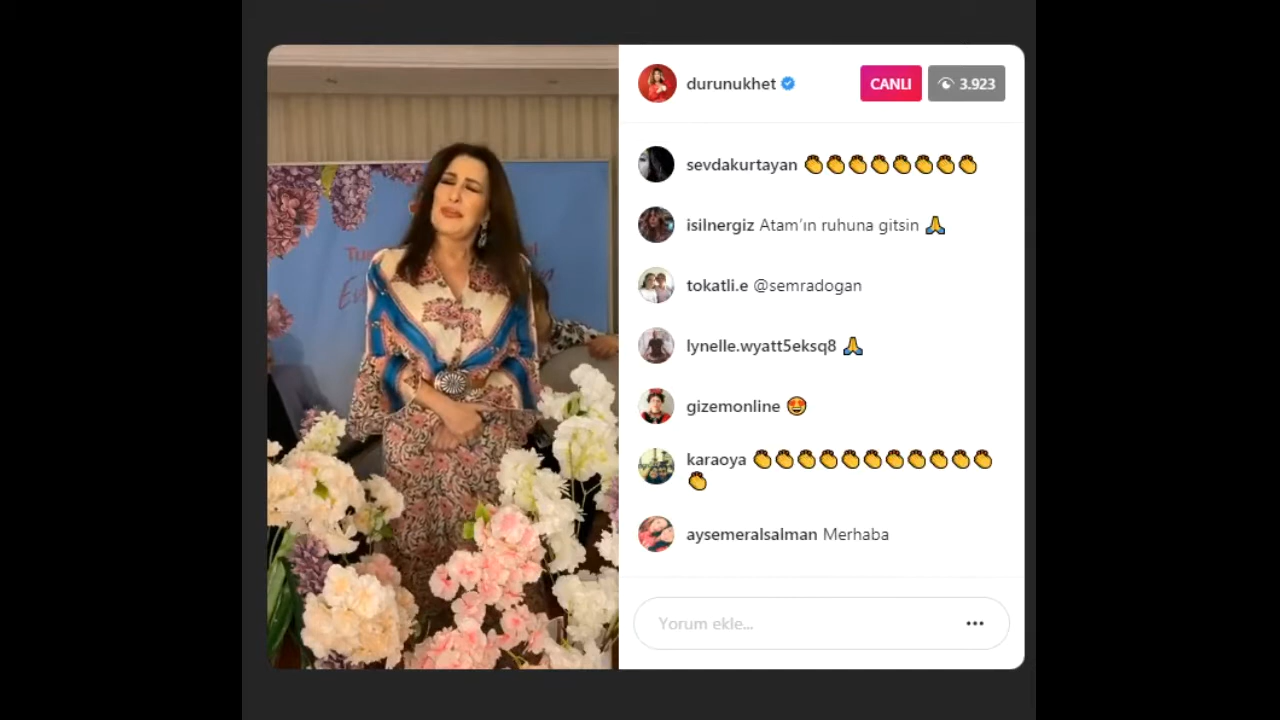 durunukhet
CANLI
3.923
sevdakurtayan 👏👏👏👏👏👏👏👏
isilnergiz Atam'ın ruhuna gitsin 🙏
tokatli.e @semradogan
lynelle.wyatt5eksq8 🙏
gizemonline 😍
karaoya 👏👏👏👏👏👏👏👏👏👏👏
👏
aysemeralsalman Merhaba
Yorum ekle...